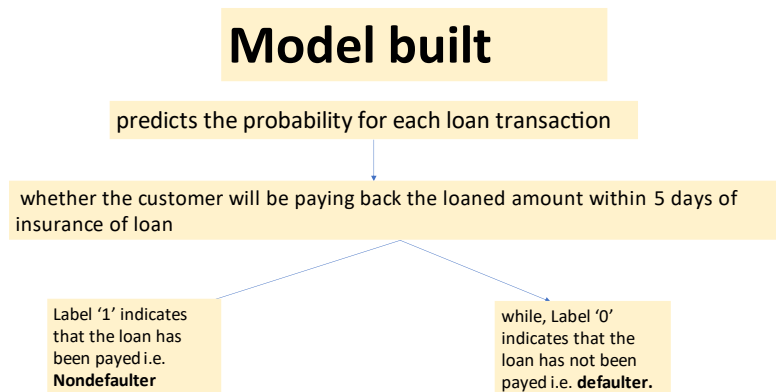 Model built
predicts the probability for each loan transaction
whether the customer will be paying back the loaned amount within 5 days of
insurance of loan
Label ‘1’ indicates
that the loan has
been payed i.e.
Nondefaulter
while, Label ‘0’
indicates that the
loan has not been
payed i.e. defaulter.